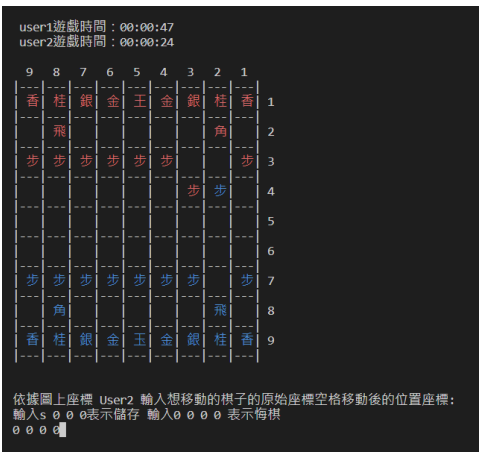 user1遊戲時間：00:00:47
user2遊戲時間：00:00:24
9 8 7 6 5 4 3 2 1
|---|---|---|---|---|---|---|---|---|
| 香| 桂| 銀| 金| 王| 金| 銀| 桂| 香| 1
|---|---|---|---|---|---|---|---|---|
| | 飛| | | | | | 角| | 2
|---|---|---|---|---|---|---|---|---|
| 步| 步| 步| 步| 步| 步| | | 步| 3
|---|---|---|---|---|---|---|---|---|
| | | | | | | 步| 步| | 4
|---|---|---|---|---|---|---|---|---|
| | | | | | | | | | 5
|---|---|---|---|---|---|---|---|---|
| | | | | | | | | | 6
|---|---|---|---|---|---|---|---|---|
| 步| 步| 步| 步| 步| 步| 步| | 步| 7
|---|---|---|---|---|---|---|---|---|
| | 角| | | | | | 飛| | 8
|---|---|---|---|---|---|---|---|---|
| 香| 桂| 銀| 金| 玉| 金| 銀| 桂| 香| 9
|---|---|---|---|---|---|---|---|---|
依據圖上座標 User2 輸入想移動的棋子的原始座標空格移動後的位置座標:
輸入s 0 0 0表示儲存 輸入0 0 0 0 表示悔棋
0 0 0 0